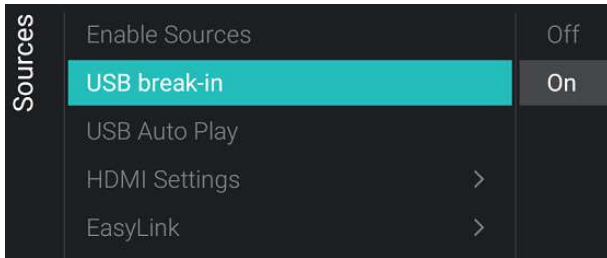 Sources
Enable Sources
Off
USB break-in
On
USB Auto Play
HDMI Settings >
EasyLink >